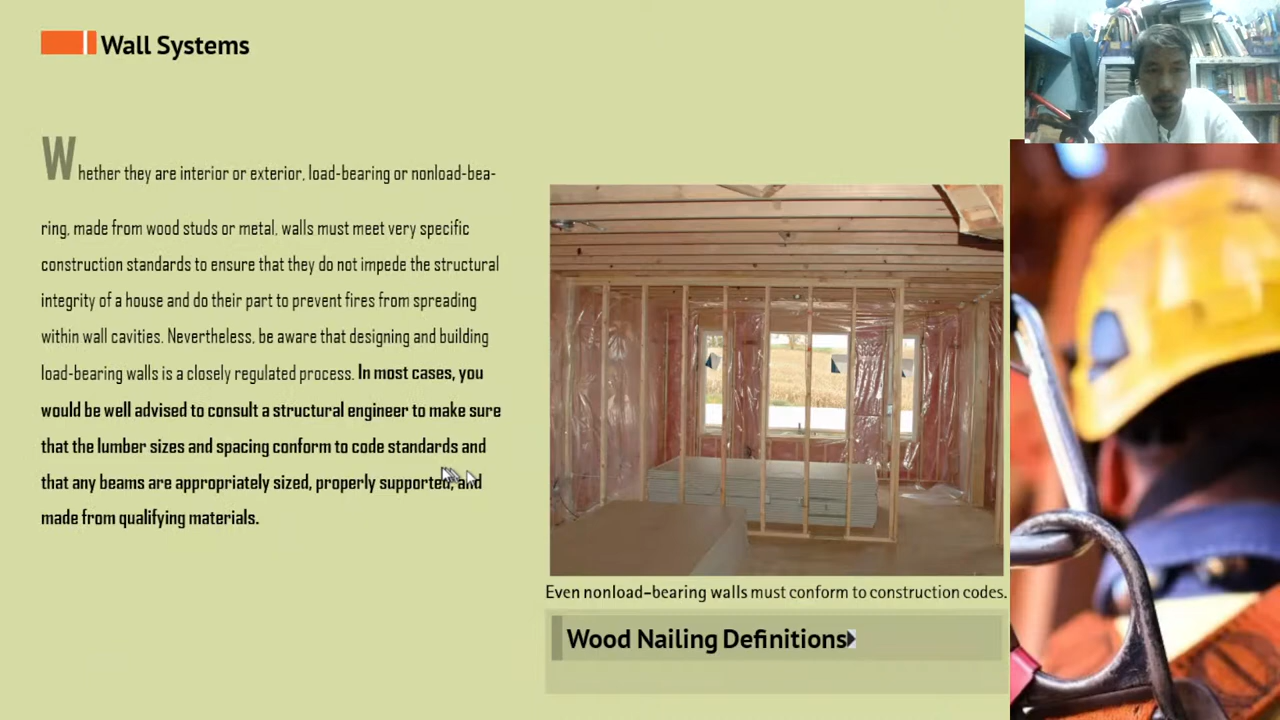 Wall Systems
Whether they are interior or exterior, load-bearing or nonload-bea-
ring, made from wood studs or metal, walls must meet very specific
construction standards to ensure that they do not impede the structural
integrity of a house and do their part to prevent fires from spreading
within wall cavities. Nevertheless, be aware that designing and building
load-bearing walls is a closely regulated process. In most cases, you
would be well advised to consult a structural engineer to make sure
that the lumber sizes and spacing conform to code standards and
that any beams are appropriately sized, properly supported, and
made from qualifying materials.
Even nonload-bearing walls must conform to construction codes.
Wood Nailing Definitions